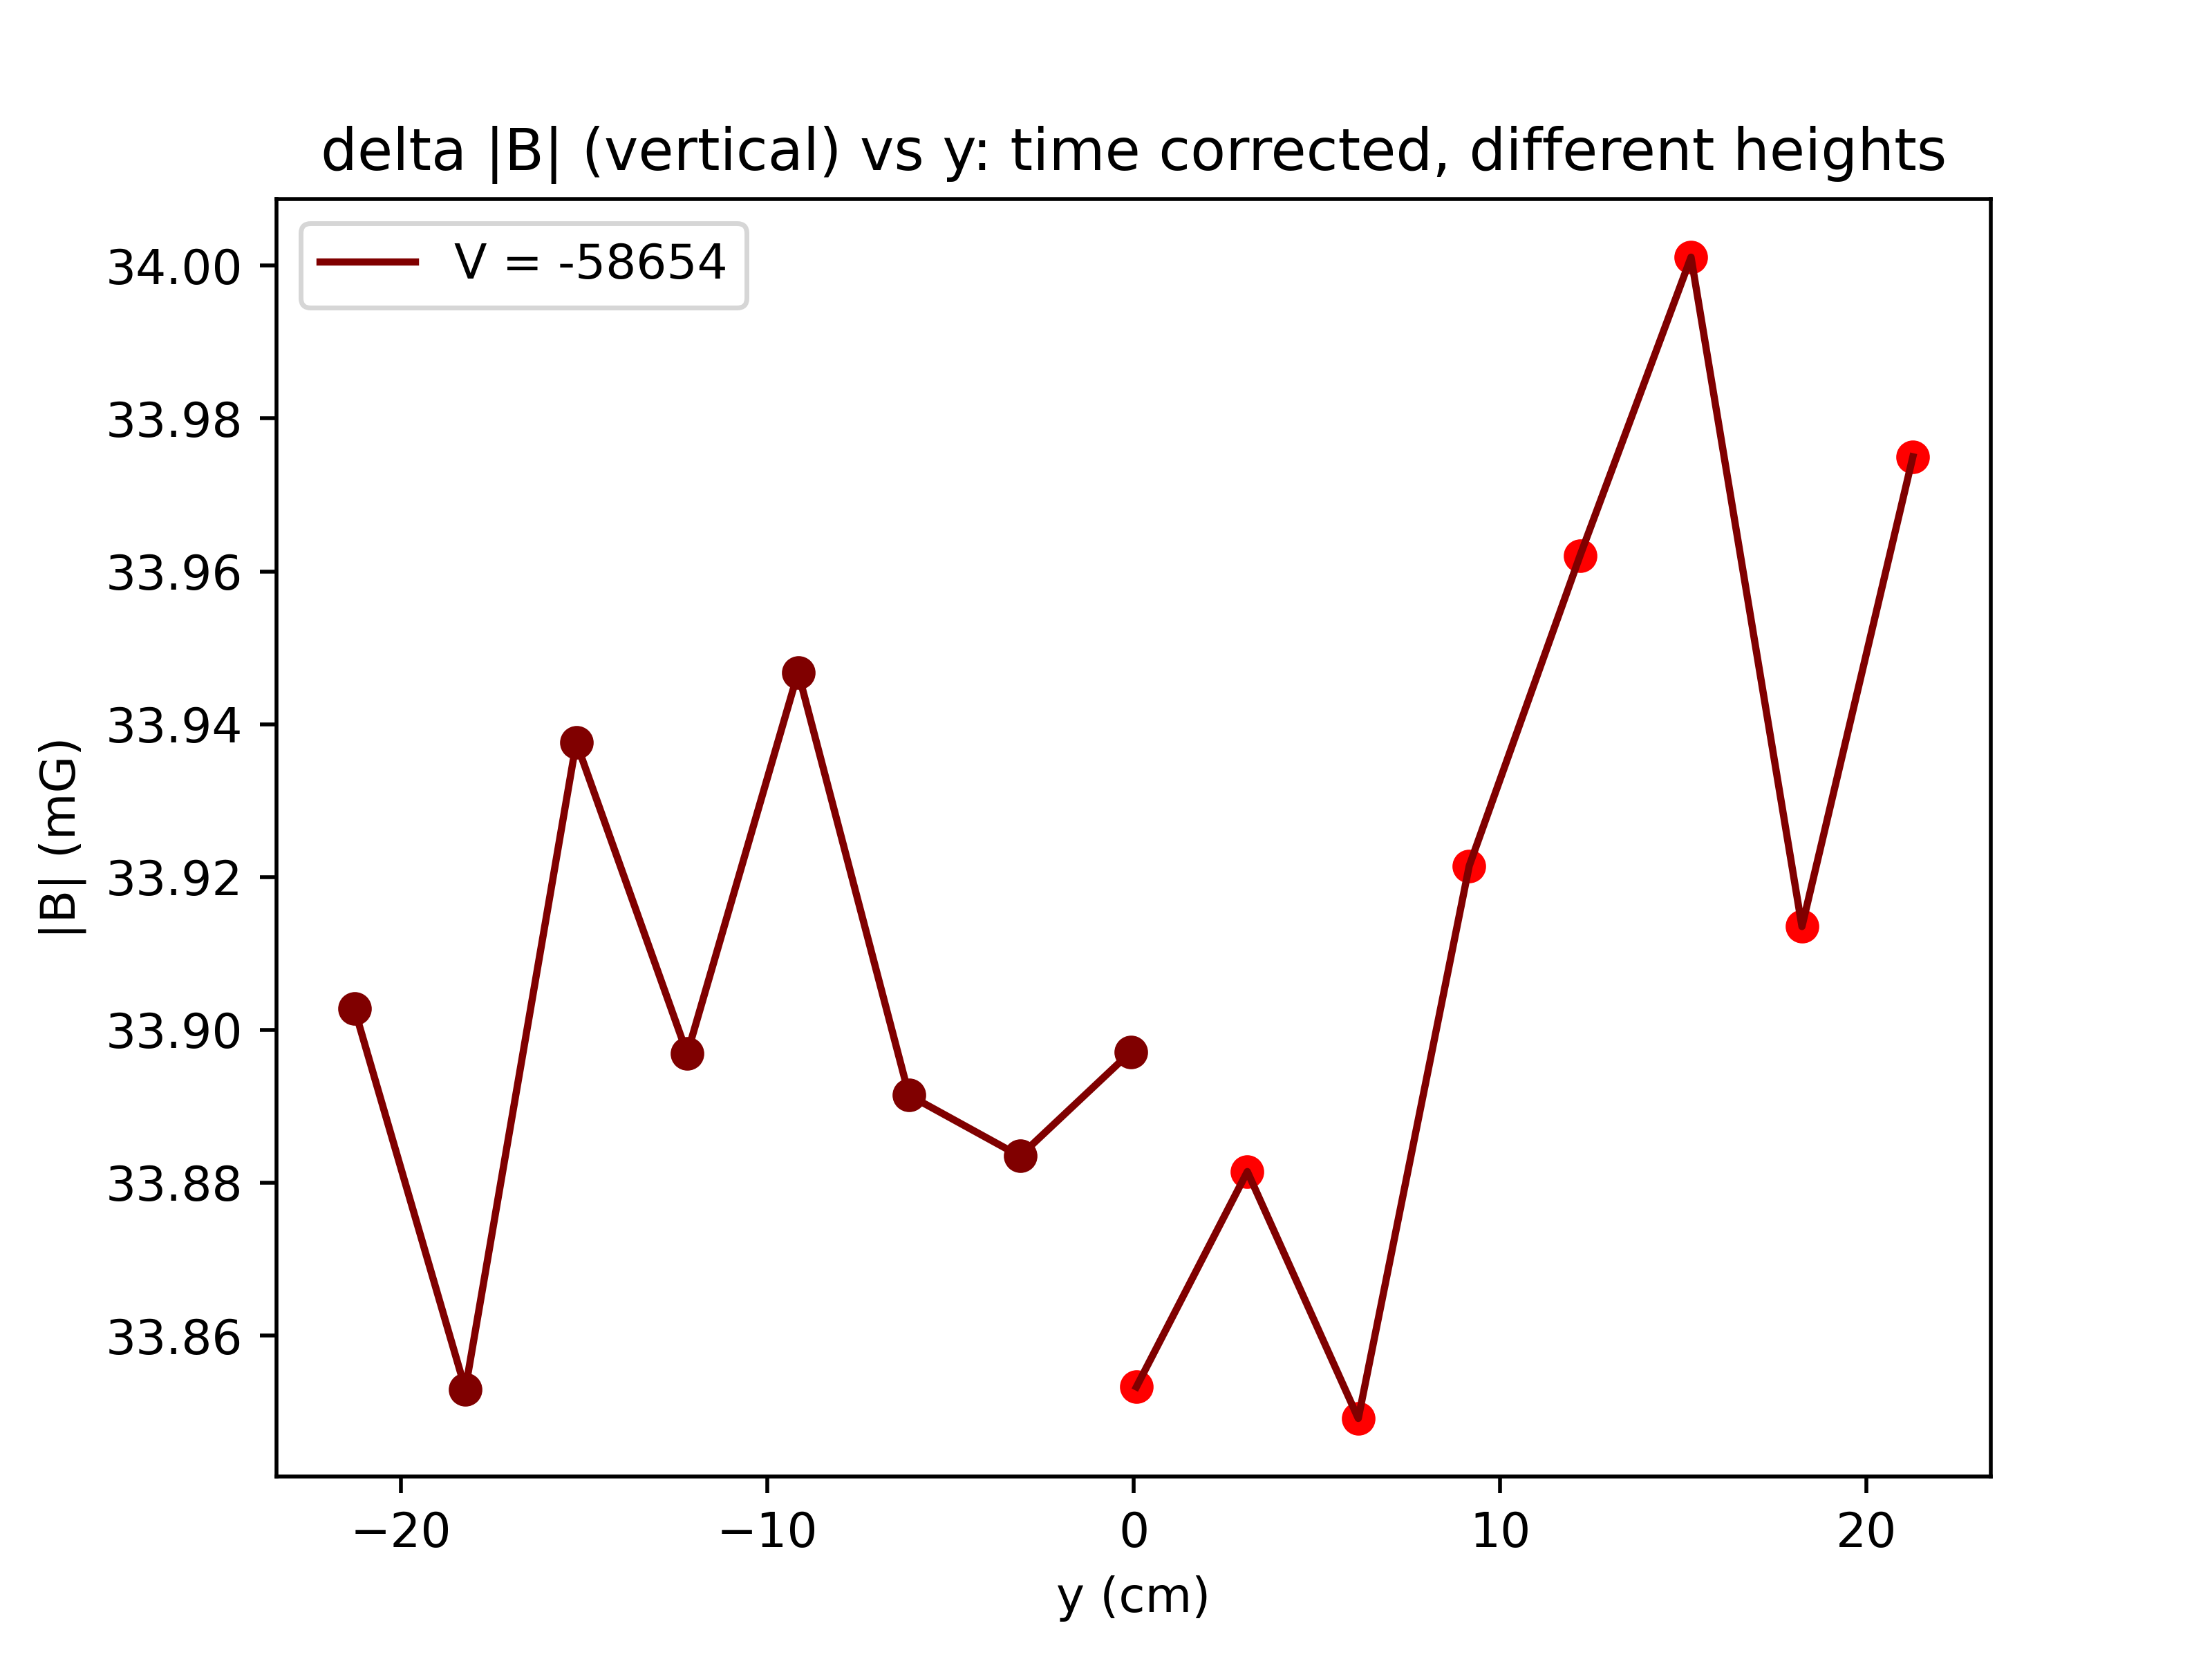 delta |B| (vertical) vs y: time corrected, different heights
V = -58654
34.00
33.98
33.96
33.94
33.92
33.90
33.88
33.86
|B| (mG)
−20 −10 0 10 20
y (cm)